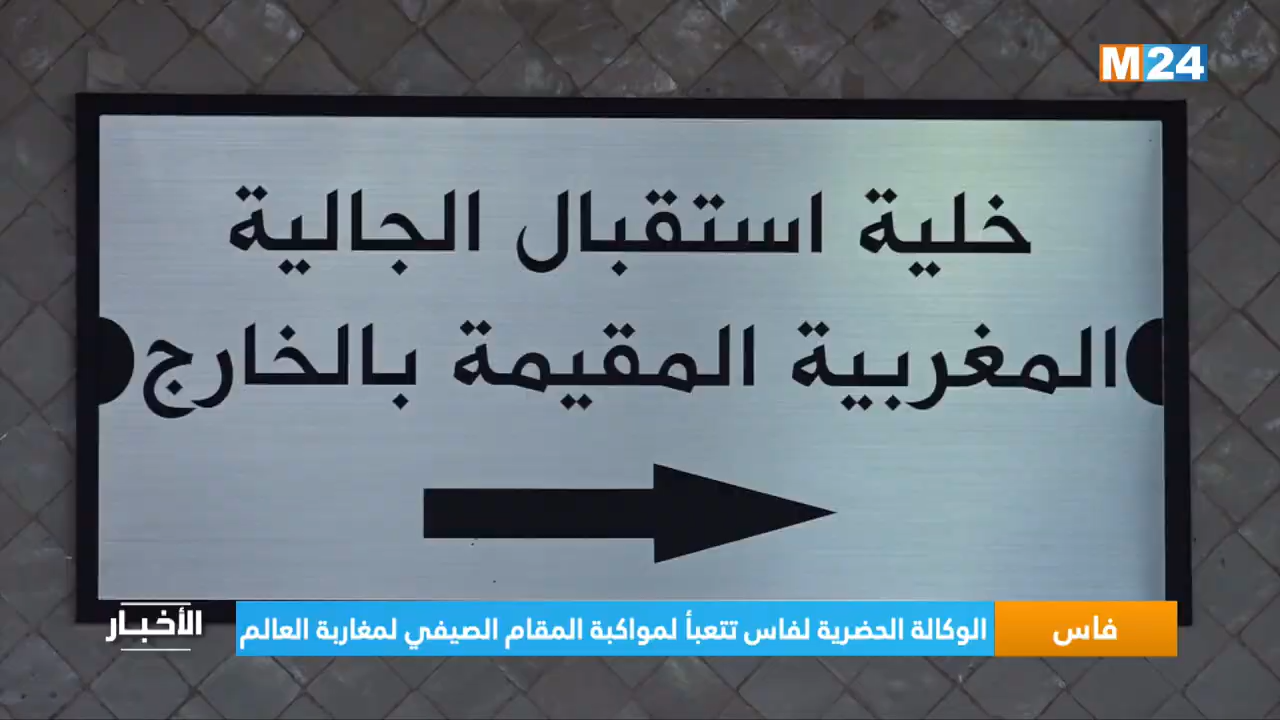 M24
خلية استقبال الجالية
المغربية المقيمة بالخارج
فاس
الوكالة الحضرية لفاس تتعبأ لمواكبة المقام الصيفي لمغاربة العالم
الأخبار